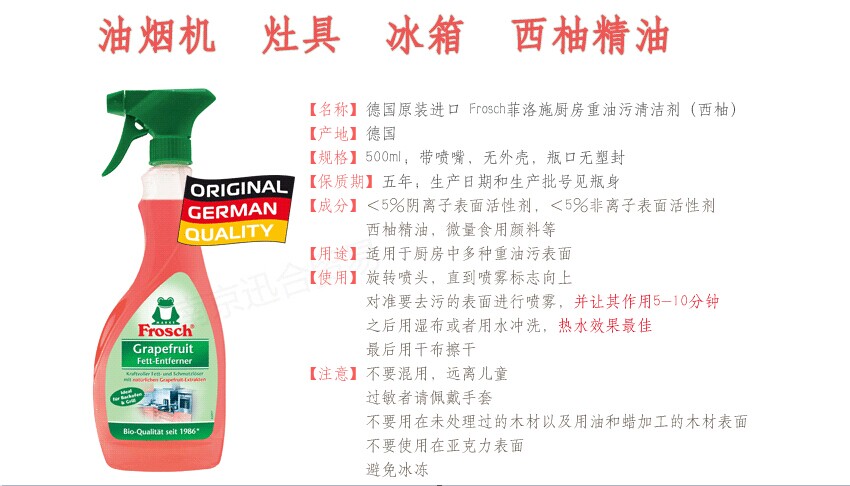 油烟机 灶具 冰箱 西柚精油
ORIGINAL
GERMAN
QUALITY
Frosch
Grapefruit
Fett-Entferner
Kraftvoller Fett- und Schmutzlöser
mit natürlichem Grapefruit-Extrakten
Ideal
für Backofen
& Grill
Bio-Qualität seit 1986*
【名称】德国原装进口 Frosch菲洛施厨房重油污清洁剂（西柚）
【产地】德国
【规格】500ml；带喷嘴，无外壳，瓶口无塑封
【保质期】五年；生产日期和生产批号见瓶身
【成分】＜5%阴离子表面活性剂，＜5%非离子表面活性剂
西柚精油，微量食用颜料等
【用途】适用于厨房中多种重油污表面
【使用】旋转喷头，直到喷雾标志向上
对准要去污的表面进行喷雾，并让其作用5-10分钟
之后用湿布或者用水冲洗，热水效果最佳
最后用干布擦干
【注意】不要混用，远离儿童
过敏者请佩戴手套
不要用在未处理过的木材以及用油和蜡加工的木材表面
不要使用在亚克力表面
避免冰冻